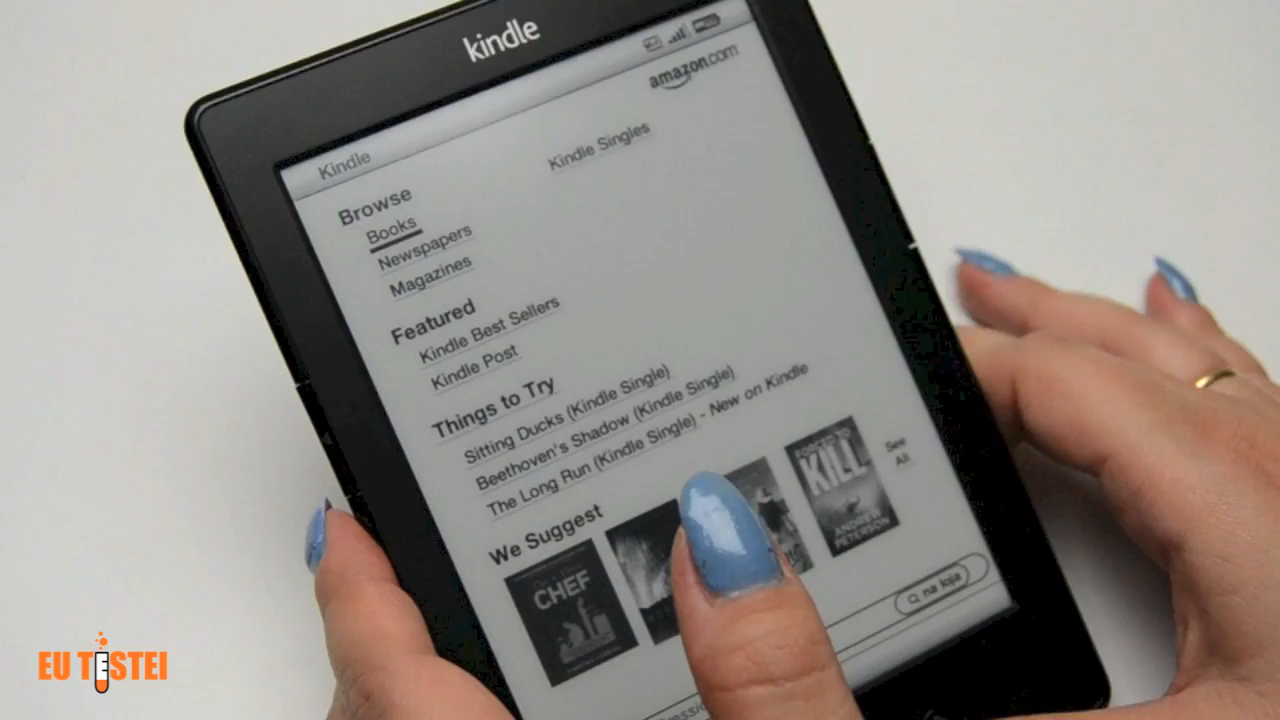 kindle
amazon.com
Kindle
Kindle Singles
Browse
Books
Newspapers
Magazines
Featured
Kindle Best Sellers
Kindle Post
Things to Try
Sitting Ducks (Kindle Single)
Beethoven's Shadow (Kindle Single)
The Long Run (Kindle Single) - New on Kindle
We Suggest
See
All
CHEF
FORCED TO
KILL
ANDREW
PETERSON
na loja
EU TESTEI